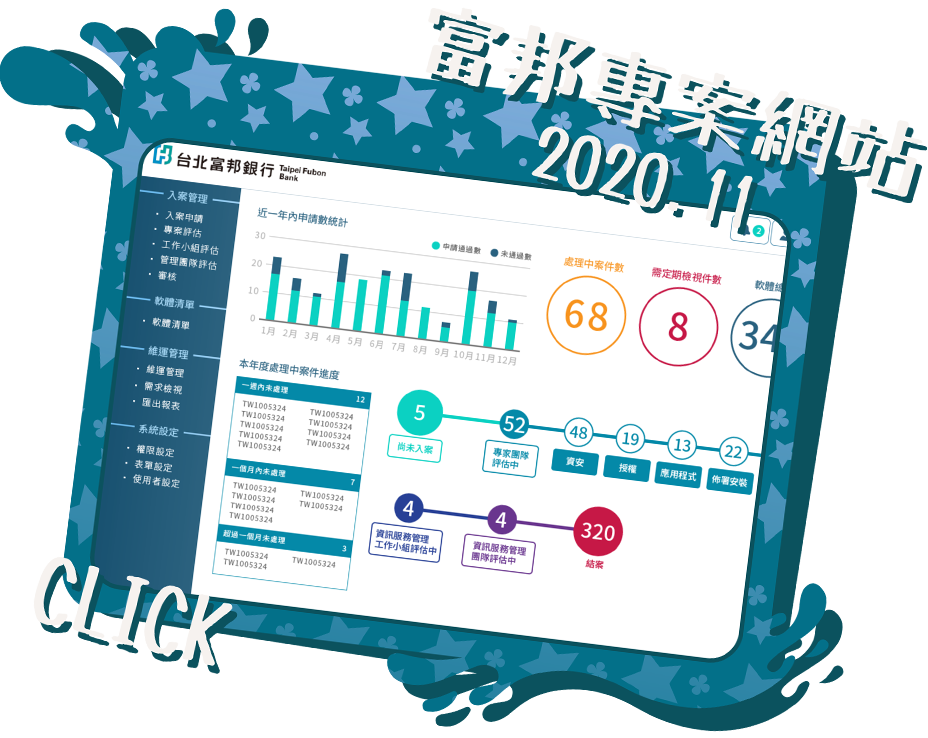 富邦專案網站
2020.11
台北富邦銀行 Taipei Fubon Bank
2
入案管理
• 入案申請
• 專案評估
• 工作小組評估
• 管理團隊評估
• 審核
軟體清單
• 軟體清單
維運管理
• 維運管理
• 需求檢視
• 匯出報表
系統設定
• 權限設定
• 表單設定
• 使用者設定
近一年內申請數統計
申請通過數 未通過數
30
20
10
0
1月 2月 3月 4月 5月 6月 7月 8月 9月 10月 11月 12月
處理中案件數
68
需定期檢視件數
8
軟體總
34
本年度處理中案件進度
一週內未處理 12
TW1005324 TW1005324
TW1005324 TW1005324
TW1005324 TW1005324
TW1005324 TW1005324
TW1005324
一個月內未處理 7
TW1005324 TW1005324
TW1005324 TW1005324
TW1005324
TW1005324
超過一個月未處理 3
TW1005324 TW1005324
TW1005324
5
尚未入案
52
專家團隊
評估中
48
資安
19
授權
13
應用程式
22
佈署安裝
4
資訊服務管理
工作小組評估中
4
資訊服務管理
團隊評估中
320
結案
CLICK